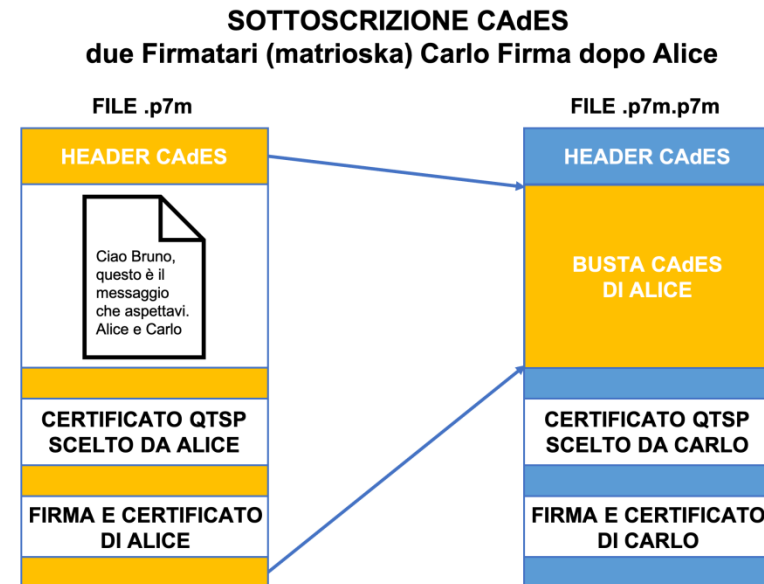 SOTTOSCRIZIONE CAdES
due Firmatari (matrioska) Carlo Firma dopo Alice
FILE .p7m
HEADER CAdES
Ciao Bruno,
questo è il
messaggio
che aspettavi.
Alice e Carlo
CERTIFICATO QTSP
SCELTO DA ALICE
FIRMA E CERTIFICATO
DI ALICE
FILE .p7m.p7m
HEADER CAdES
BUSTA CAdES
DI ALICE
CERTIFICATO QTSP
SCELTO DA CARLO
FIRMA E CERTIFICATO
DI CARLO